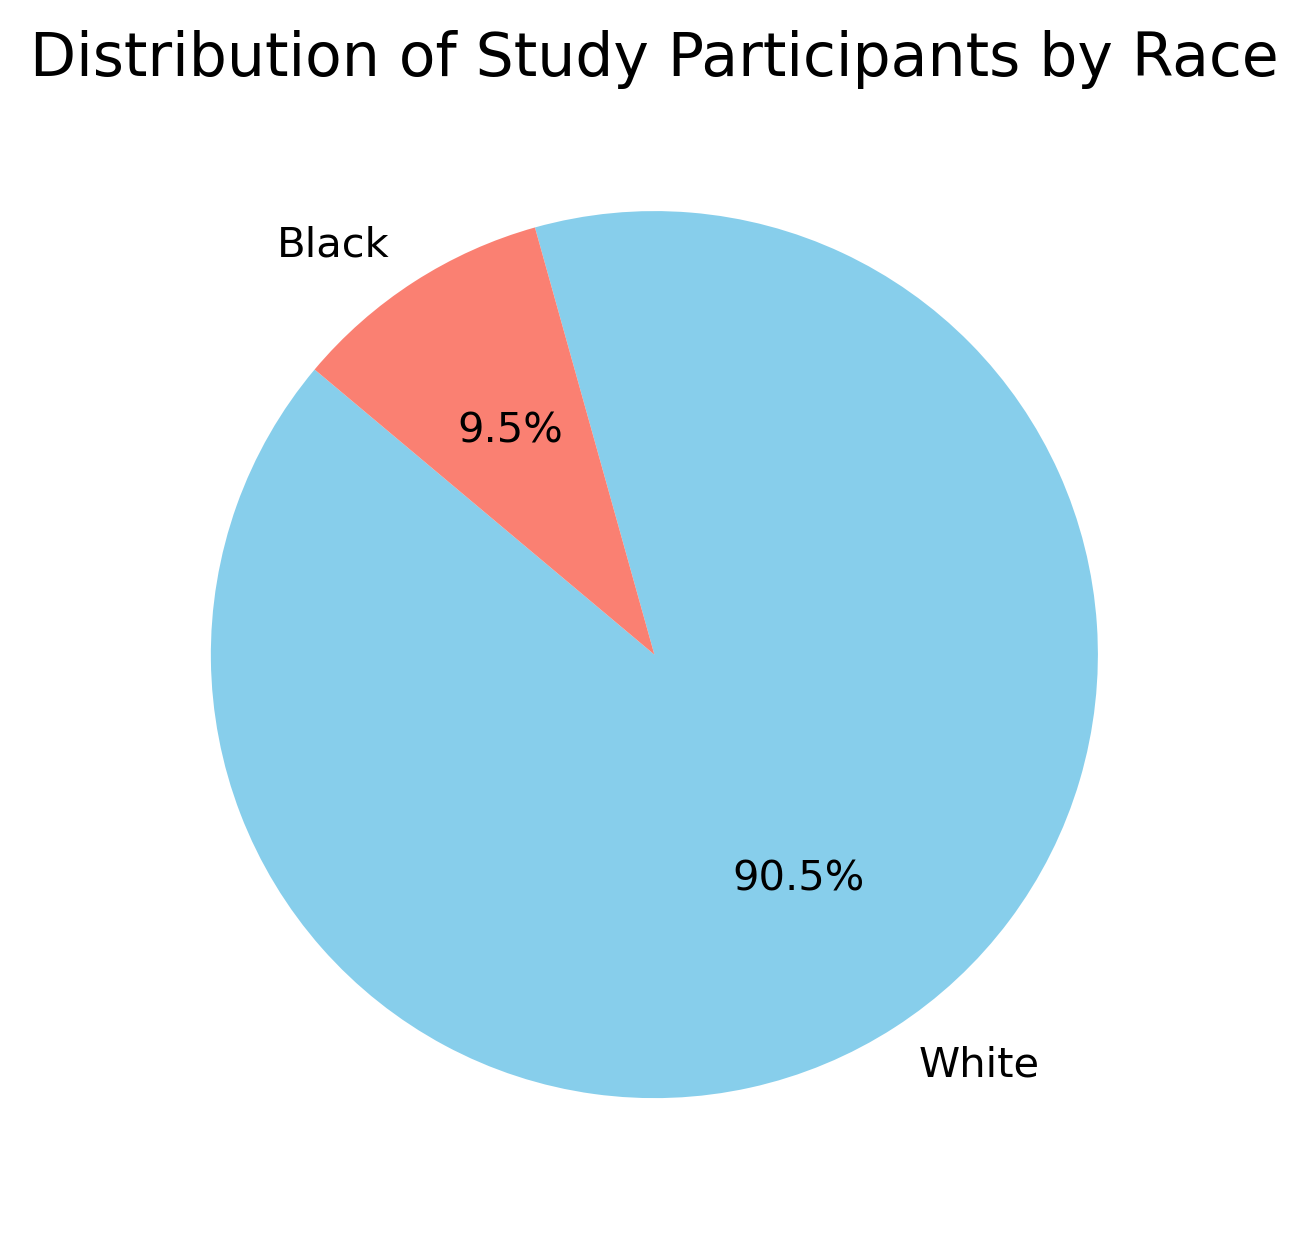 Distribution of Study Participants by Race
Black
9.5%
90.5%
White